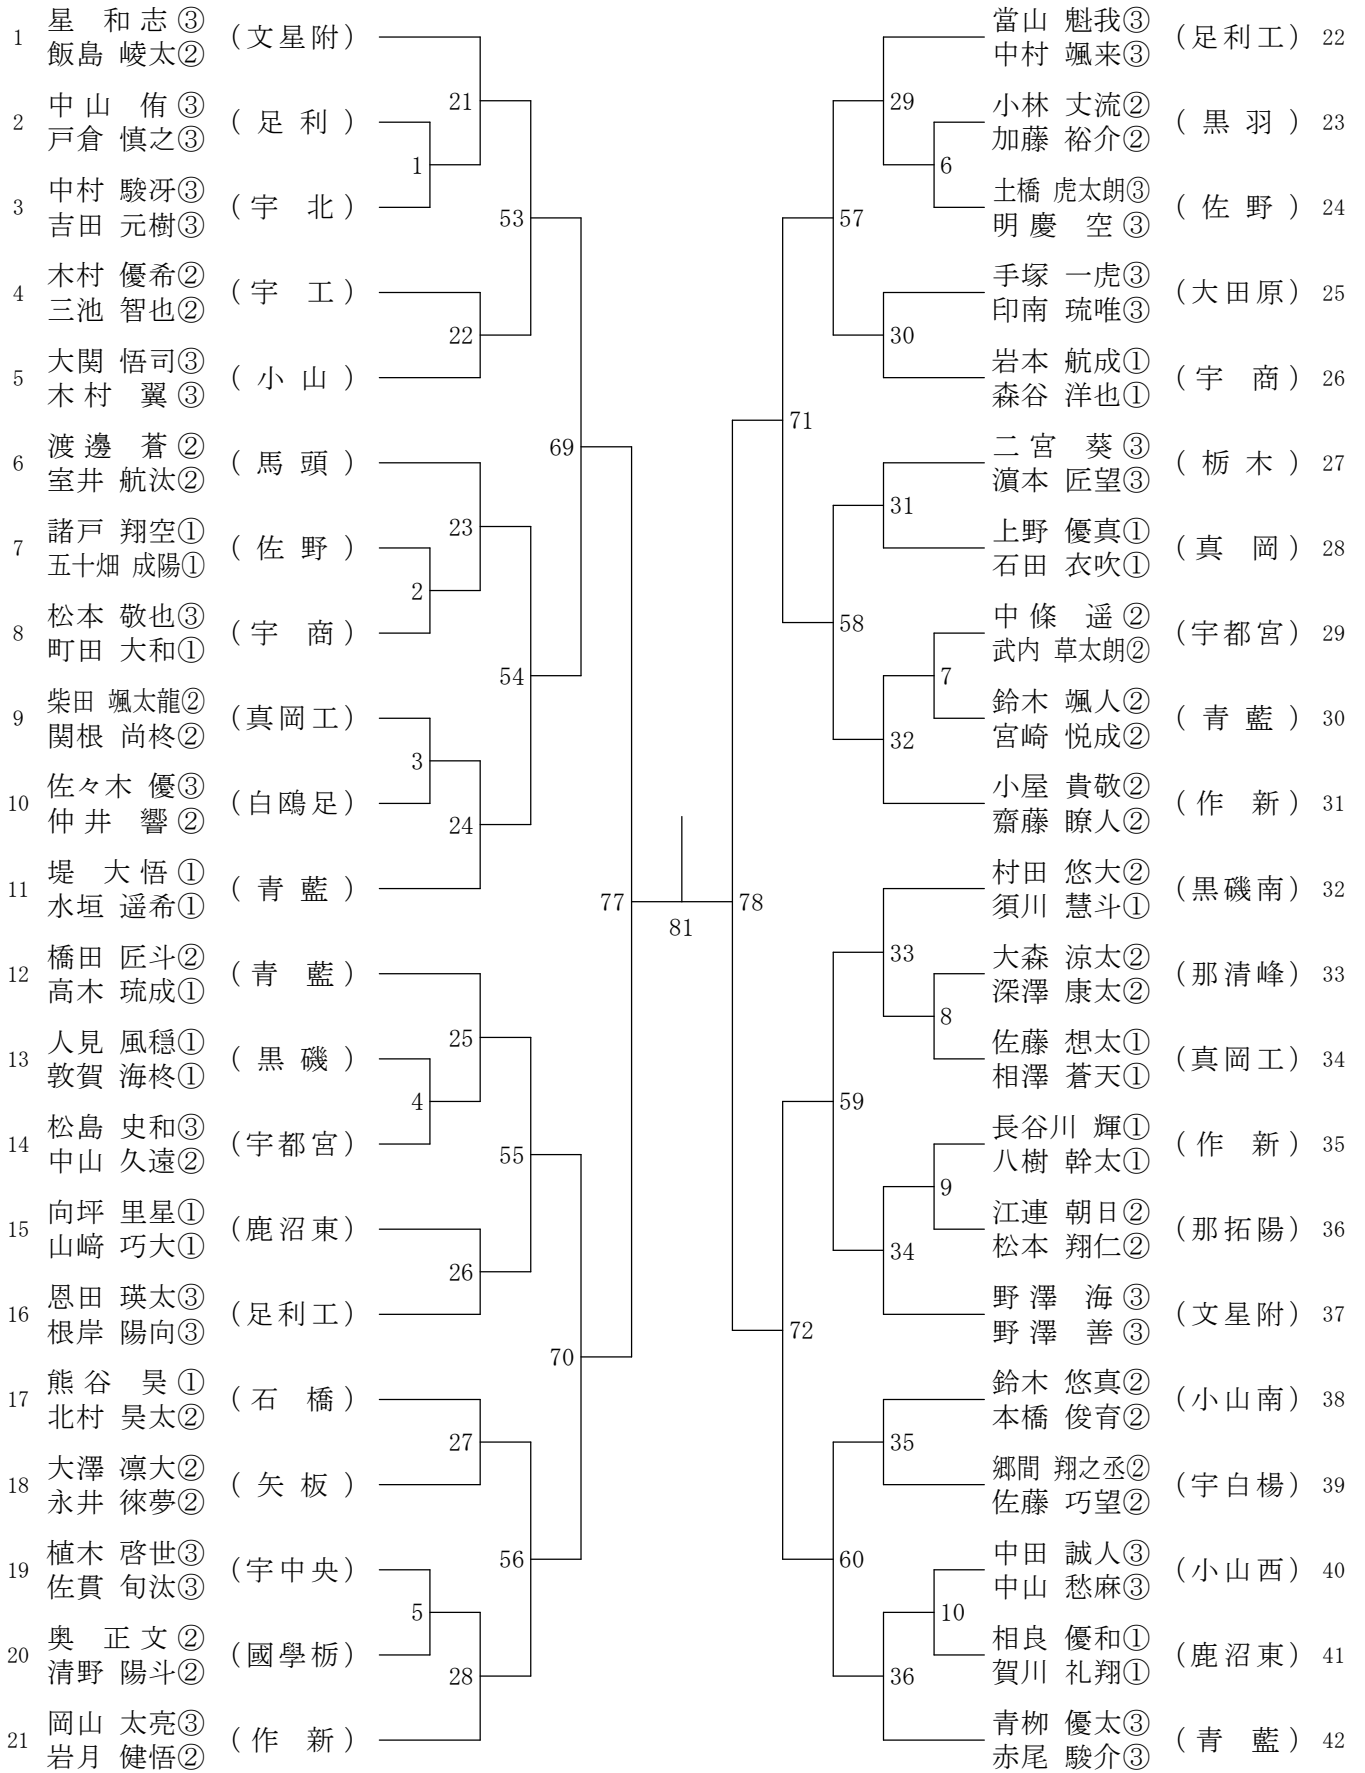 1 星 和志③ (文星附)
飯島 崚太②
2 中山 侑③ (足利)
戸倉 慎之③
3 中村 駿冴③ (宇北)
吉田 元樹③
4 木村 優希② (宇工)
三池 智也②
5 大関 悟司③ (小山)
木村 翼③
6 渡邊 蒼② (馬頭)
室井 航汰②
7 諸戸 翔空① (佐野)
五十畑 成陽①
8 松本 敬也③ (宇商)
町田 大和①
9 柴田 颯太龍② (真岡工)
関根 尚柊②
10 佐々木 優③ (白鴎足)
仲井 響②
11 堤 大悟① (青藍)
水垣 遥希①
12 橋田 匠斗② (青藍)
高木 琉成①
13 人見 風穏① (黒磯)
敦賀 海柊①
14 松島 史和③ (宇都宮)
中山 久遠②
15 向坪 里星① (鹿沼東)
山﨑 巧大①
16 恩田 瑛太③ (足利工)
根岸 陽向③
17 熊谷 昊① (石橋)
北村 昊太②
18 大澤 凛大② (矢板)
永井 徠夢②
19 植木 啓世③ (宇中央)
佐貫 旬汰③
20 奥 正文② (國學栃)
清野 陽斗②
21 岡山 太亮③ (作新)
岩月 健悟②
21
1
53
22
69
23
2
54
3
24
77
25
4
55
26
70
27
56
5
28
81
78
29
6
57
30
71
31
58
7
32
33
8
59
9
34
72
35
60
10
36
當山 魁我③ (足利工) 22
中村 颯来③
小林 丈流② (黒羽) 23
加藤 裕介②
土橋 虎太朗③ (佐野) 24
明慶 空③
手塚 一虎③ (大田原) 25
印南 琉唯③
岩本 航成① (宇商) 26
森谷 洋也①
二宮 葵③ (栃木) 27
濵本 匠望③
上野 優真① (真岡) 28
石田 衣吹①
中條 遥② (宇都宮) 29
武内 草太朗②
鈴木 颯人② (青藍) 30
宮崎 悦成②
小屋 貴敬② (作新) 31
齋藤 瞭人②
村田 悠大② (黒磯南) 32
須川 慧斗①
大森 涼太② (那清峰) 33
深澤 康太②
佐藤 想太① (真岡工) 34
相澤 蒼天①
長谷川 輝① (作新) 35
八樹 幹太①
江連 朝日② (那拓陽) 36
松本 翔仁②
野澤 海③ (文星附) 37
野澤 善③
鈴木 悠真② (小山南) 38
本橋 俊育②
郷間 翔之丞② (宇白楊) 39
佐藤 巧望②
中田 誠人③ (小山西) 40
中山 愁麻③
相良 優和① (鹿沼東) 41
賀川 礼翔①
青栁 優太③ (青藍) 42
赤尾 駿介③